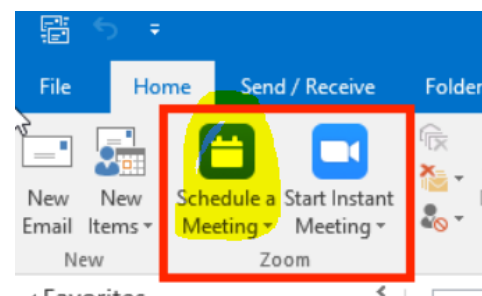 File Home Send / Receive Folder
New Email
New Items
Schedule a Meeting
Start Instant Meeting
New
Zoom